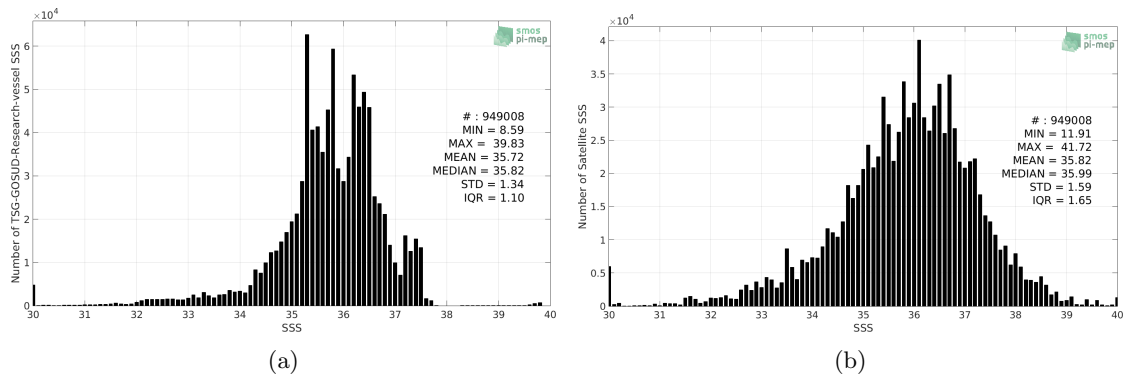 ×10⁴
6
5
4
3
2
1
0
Number of TSG-GOSUD-Research-vessel SSS
smos
pi-mep
# : 949008
MIN = 8.59
MAX = 39.83
MEAN = 35.72
MEDIAN = 35.82
STD = 1.34
IQR = 1.10
30 31 32 33 34 35 36 37 38 39 40
SSS
(a)
×10⁴
4
3.5
3
2.5
2
1.5
1
0.5
0
Number of Satellite SSS
smos
pi-mep
# : 949008
MIN = 11.91
MAX = 41.72
MEAN = 35.82
MEDIAN = 35.99
STD = 1.59
IQR = 1.65
30 31 32 33 34 35 36 37 38 39 40
SSS
(b)